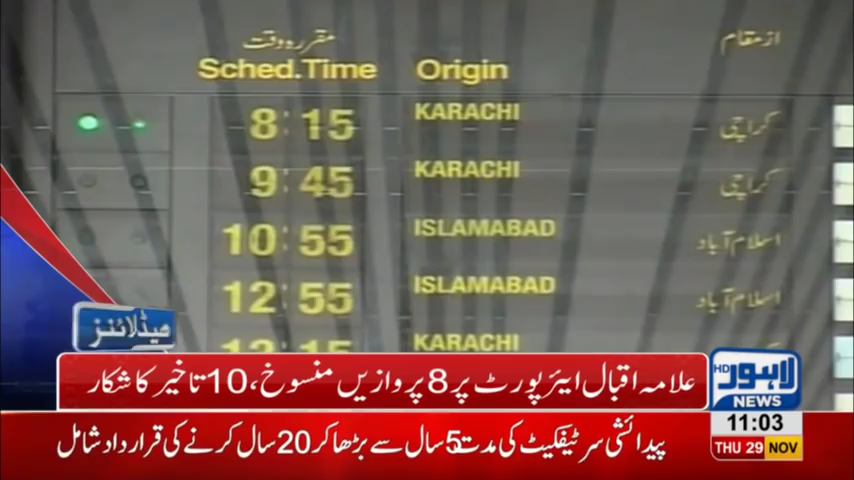 مقررہ وقت
از مقام
Sched.Time Origin
8:15 KARACHI کراچی
9:45 KARACHI کراچی
10:55 ISLAMABAD اسلام آباد
12:55 ISLAMABAD اسلام آباد
KARACHI
ہیڈلائنز
علامہ اقبال ایئرپورٹ پر 8 پروازیں منسوخ، 10 تاخیر کا شکار
پیدائشی سرٹیفکیٹ کی مدت 5 سال سے بڑھا کر 20 سال کرنے کی قرارداد شامل
HD لاہور
NEWS
11:03
THU 29 NOV